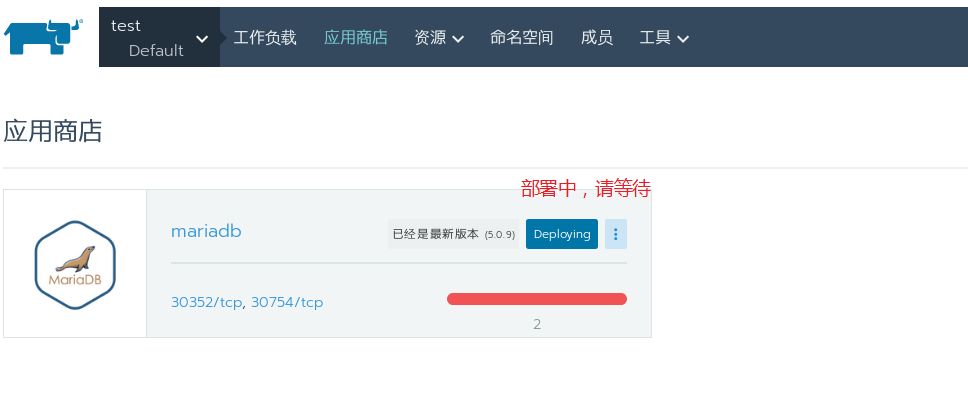 test
Default
工作负载 应用商店 资源 命名空间 成员 工具
应用商店
部署中，请等待
mariadb 已经是最新版本 (5.0.9) Deploying
MariaDB
30352/tcp, 30754/tcp
2